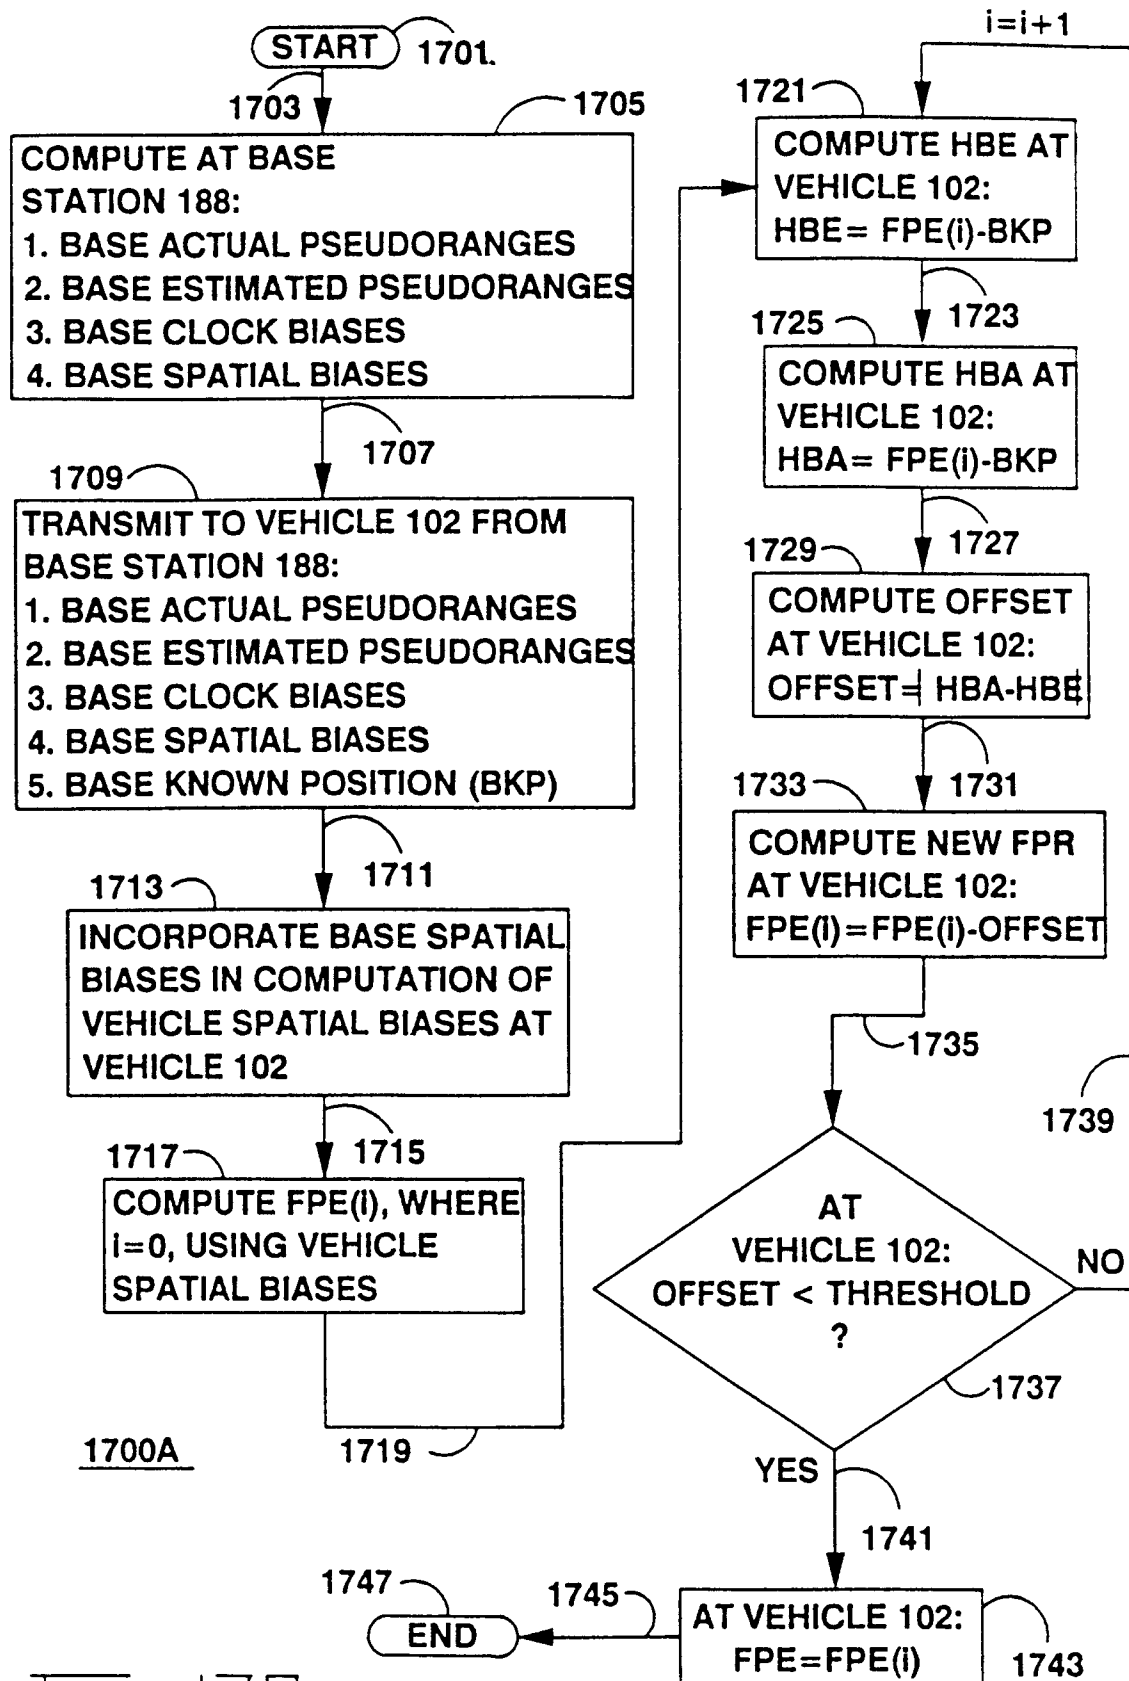 START
1701.
1703
1705
COMPUTE AT BASE
STATION 188:
1. BASE ACTUAL PSEUDORANGES
2. BASE ESTIMATED PSEUDORANGES
3. BASE CLOCK BIASES
4. BASE SPATIAL BIASES
1707
1709
TRANSMIT TO VEHICLE 102 FROM
BASE STATION 188:
1. BASE ACTUAL PSEUDORANGES
2. BASE ESTIMATED PSEUDORANGES
3. BASE CLOCK BIASES
4. BASE SPATIAL BIASES
5. BASE KNOWN POSITION (BKP)
1711
1713
INCORPORATE BASE SPATIAL
BIASES IN COMPUTATION OF
VEHICLE SPATIAL BIASES AT
VEHICLE 102
1715
1717
COMPUTE FPE(i), WHERE
i=0, USING VEHICLE
SPATIAL BIASES
1719
1700A
i=i+1
1721
COMPUTE HBE AT
VEHICLE 102:
HBE= FPE(i)-BKP
1723
1725
COMPUTE HBA AT
VEHICLE 102:
HBA= FPE(i)-BKP
1727
1729
COMPUTE OFFSET
AT VEHICLE 102:
OFFSET=| HBA-HBE|
1731
1733
COMPUTE NEW FPR
AT VEHICLE 102:
FPE(i)=FPE(i)-OFFSET
1735
1739
AT
VEHICLE 102:
OFFSET < THRESHOLD
?
NO
1737
YES
1741
1743
AT VEHICLE 102:
FPE=FPE(i)
1745
1747
END